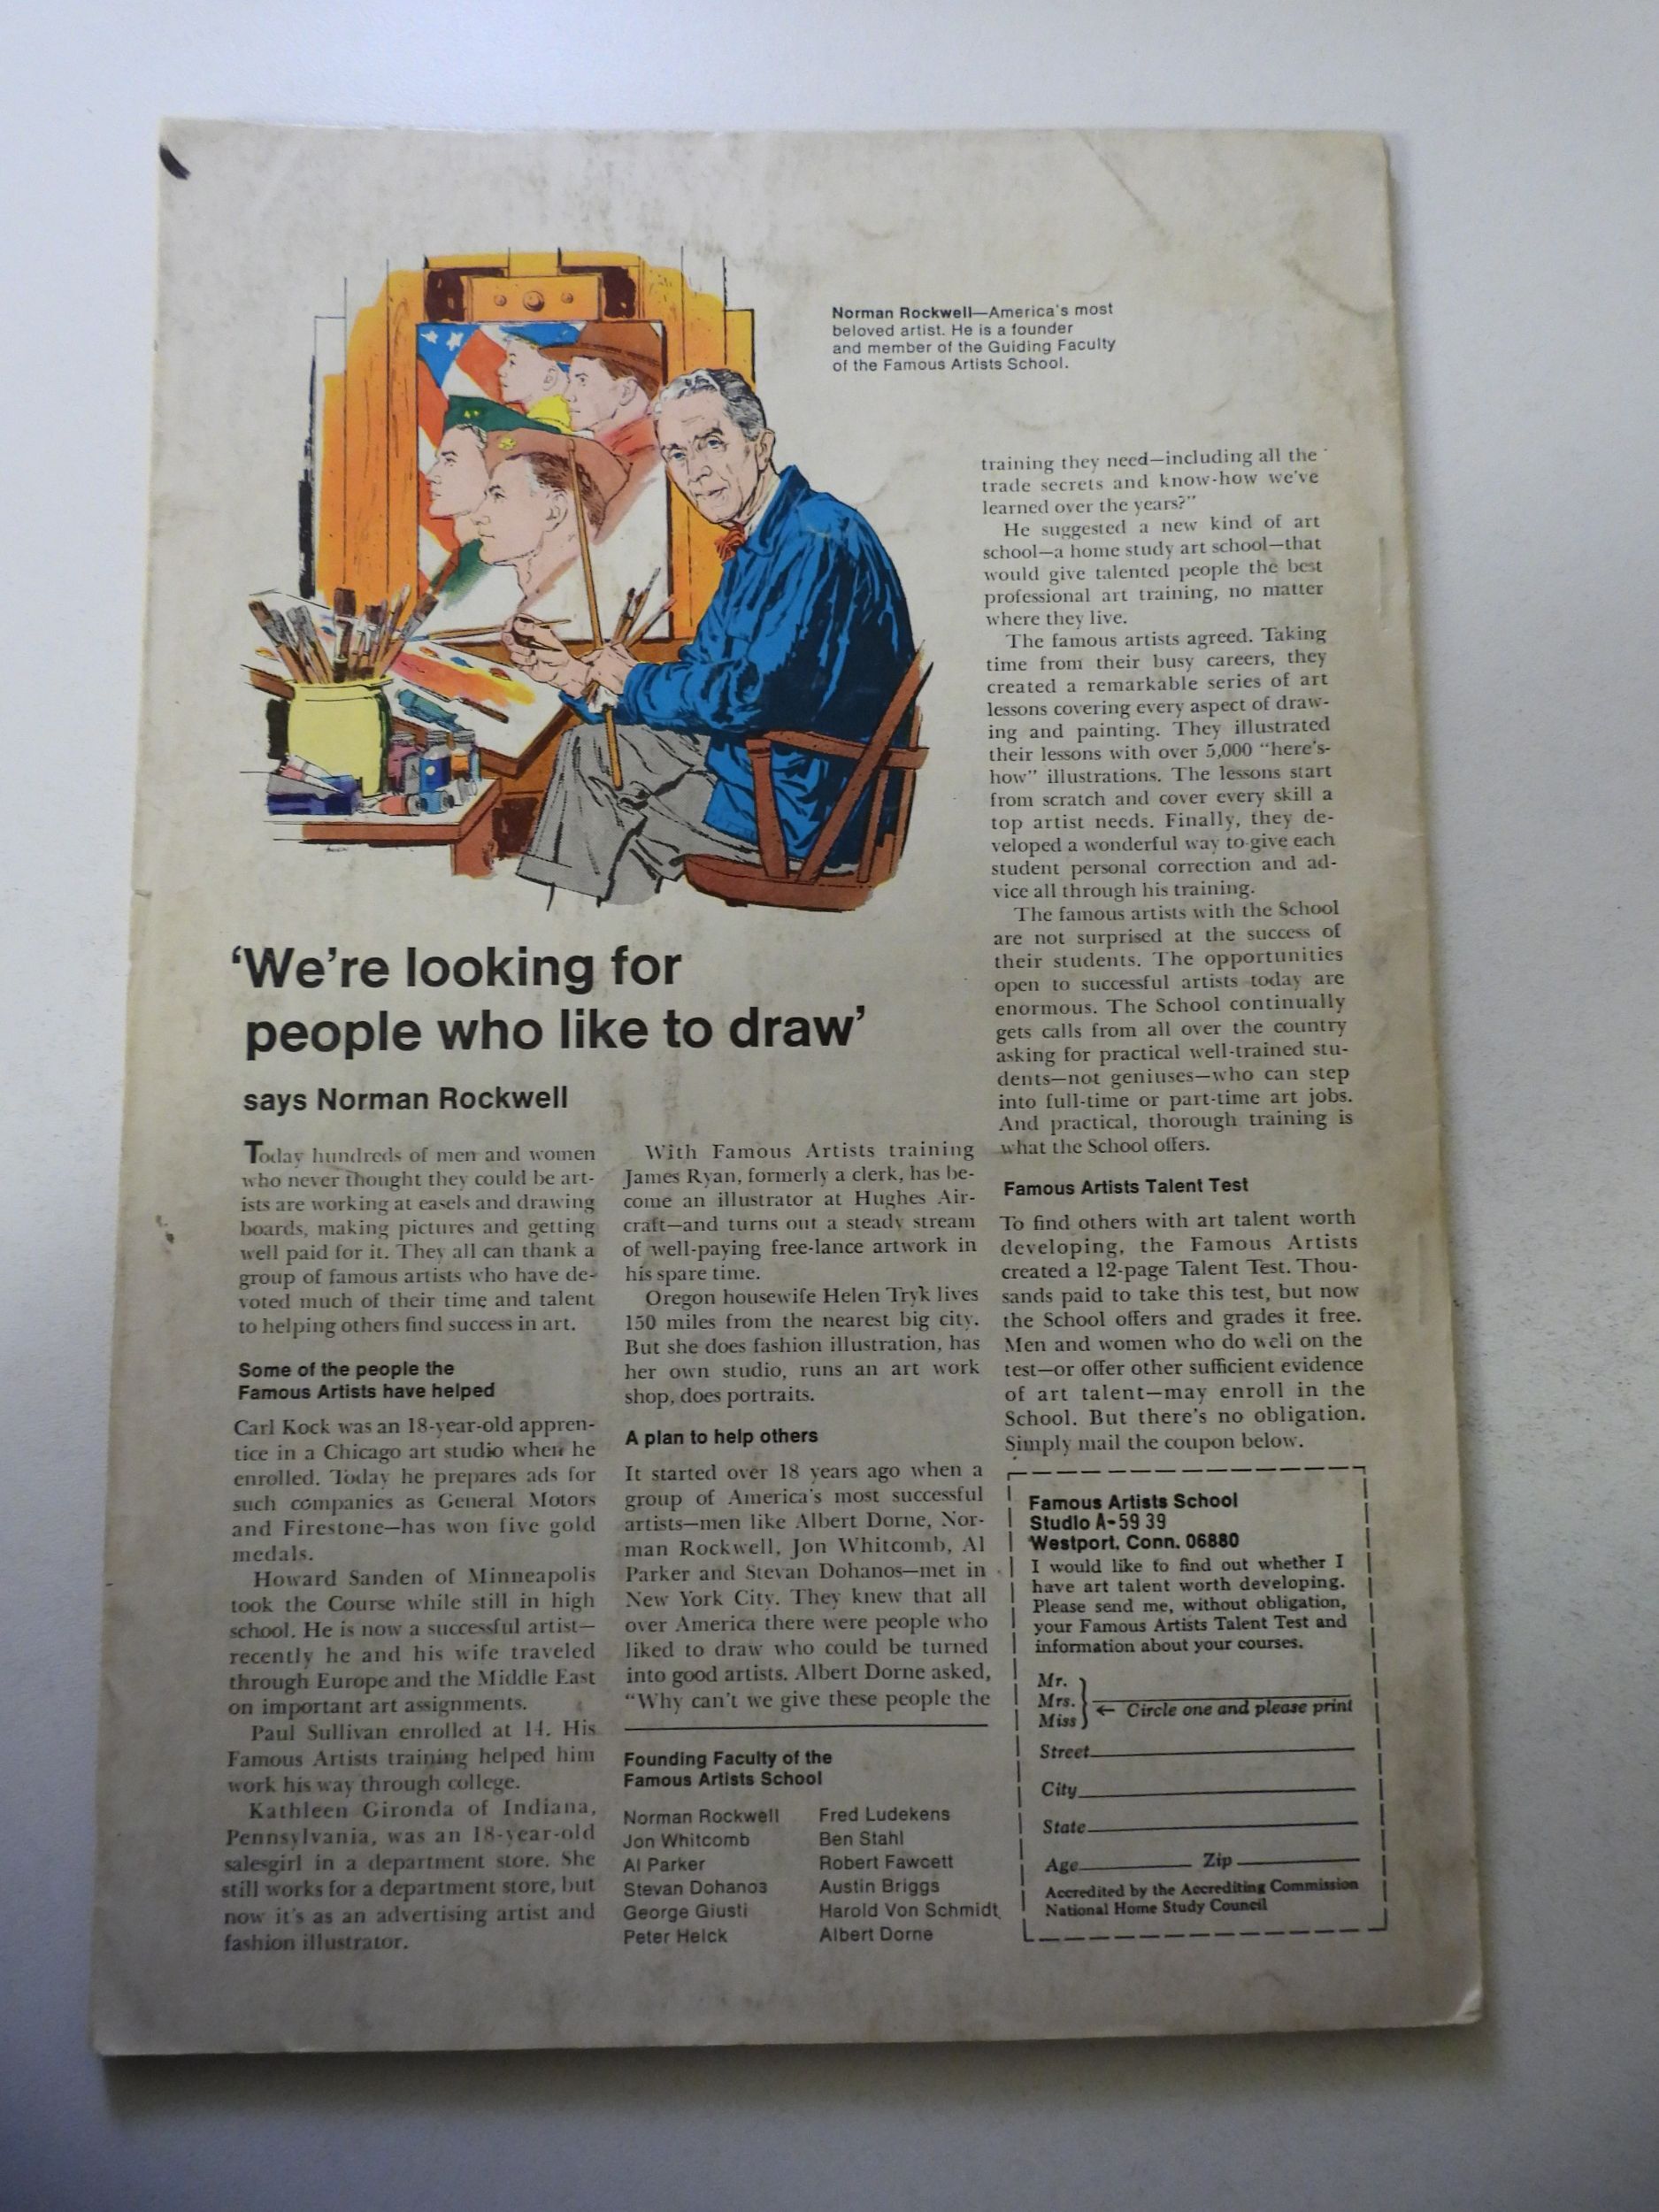 Norman Rockwell—America's most
beloved artist. He is a founder
and member of the Guiding Faculty
of the Famous Artists School.
'We're looking for
people who like to draw'
says Norman Rockwell
Today hundreds of men and women
who never thought they could be art-
ists are working at easels and drawing
boards, making pictures and getting
well paid for it. They all can thank a
group of famous artists who have de-
voted much of their time and talent
to helping others find success in art.
Some of the people the
Famous Artists have helped
Carl Kock was an 18-year-old appren-
tice in a Chicago art studio when he
enrolled. Today he prepares ads for
such companies as General Motors
and Firestone—has won five gold
medals.
Howard Sanden of Minneapolis
took the Course while still in high
school. He is now a successful artist—
recently he and his wife traveled
through Europe and the Middle East
on important art assignments.
Paul Sullivan enrolled at 14. His
Famous Artists training helped him
work his way through college.
Kathleen Gironda of Indiana,
Pennsylvania, was an 18-year-old
salesgirl in a department store. She
still works for a department store, but
now it's as an advertising artist and
fashion illustrator.
With Famous Artists training
James Ryan, formerly a clerk, has be-
come an illustrator at Hughes Air-
craft—and turns out a steady stream
of well-paying free-lance artwork in
his spare time.
Oregon housewife Helen Tryk lives
150 miles from the nearest big city.
But she does fashion illustration, has
her own studio, runs an art work
shop, does portraits.
A plan to help others
It started over 18 years ago when a
group of America's most successful
artists—men like Albert Dorne, Nor-
man Rockwell, Jon Whitcomb, Al
Parker and Stevan Dohanos—met in
New York City. They knew that all
over America there were people who
liked to draw who could be turned
into good artists. Albert Dorne asked,
"Why can't we give these people the
training they need—including all the
trade secrets and know-how we've
learned over the years?"
He suggested a new kind of art
school—a home study art school—that
would give talented people the best
professional art training, no matter
where they live.
The famous artists agreed. Taking
time from their busy careers, they
created a remarkable series of art
lessons covering every aspect of draw-
ing and painting. They illustrated
their lessons with over 5,000 "here's-
how" illustrations. The lessons start
from scratch and cover every skill a
top artist needs. Finally, they de-
veloped a wonderful way to give each
student personal correction and ad-
vice all through his training.
The famous artists with the School
are not surprised at the success of
their students. The opportunities
open to successful artists today are
enormous. The School continually
gets calls from all over the country
asking for practical well-trained stu-
dents—not geniuses—who can step
into full-time or part-time art jobs.
And practical, thorough training is
what the School offers.
Famous Artists Talent Test
To find others with art talent worth
developing, the Famous Artists
created a 12-page Talent Test. Thou-
sands paid to take this test, but now
the School offers and grades it free.
Men and women who do well on the
test—or offer other sufficient evidence
of art talent—may enroll in the
School. But there's no obligation.
Simply mail the coupon below.
Founding Faculty of the
Famous Artists School
Norman Rockwell
Jon Whitcomb
Al Parker
Stevan Dohanos
George Giusti
Peter Helck
Fred Ludekens
Ben Stahl
Robert Fawcett
Austin Briggs
Harold Von Schmidt
Albert Dorne
Famous Artists School
Studio A-59 39
Westport, Conn. 06880
I would like to find out whether I
have art talent worth developing.
Please send me, without obligation,
your Famous Artists Talent Test and
information about your courses.
Mr.
Mrs.
Miss
← Circle one and please print
Street
City
State
Age Zip
Accredited by the Accrediting Commission
National Home Study Council